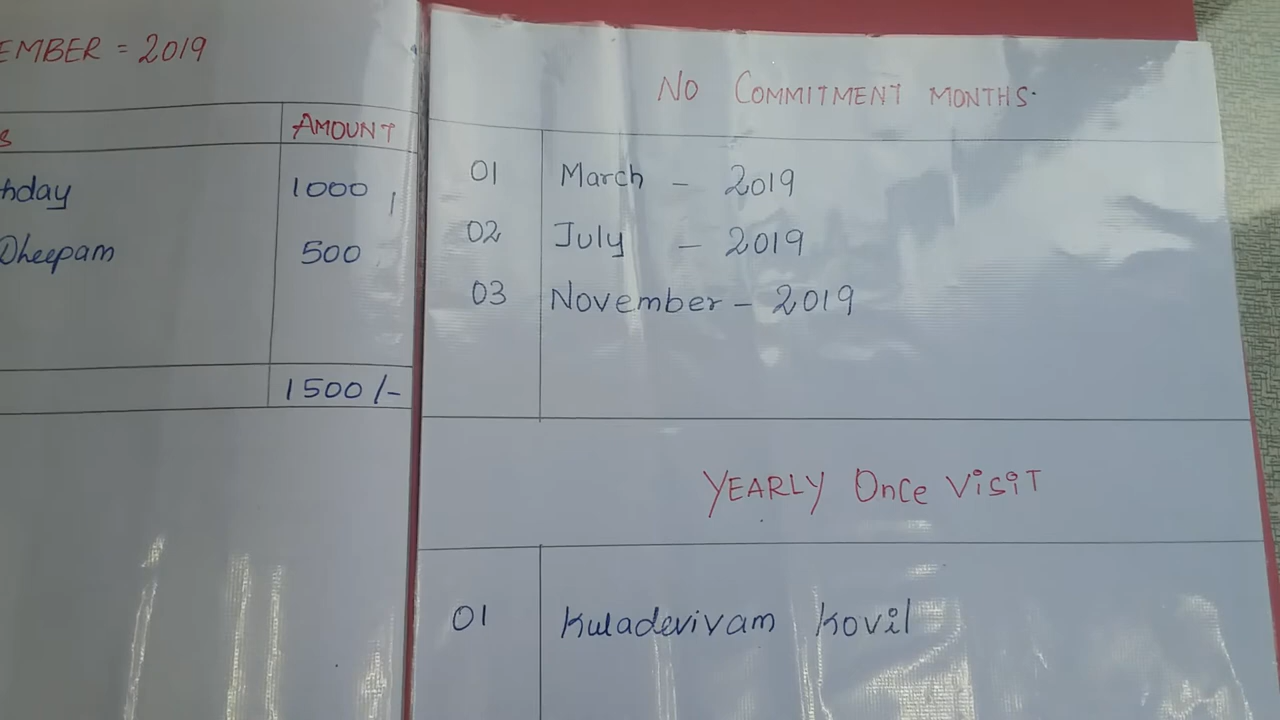 EMBER = 2019
S AMOUNT
hday 1000
Dheepam 500
1500/-
NO COMMITMENT MONTHS.
01 March - 2019
02 July - 2019
03 November - 2019
YEARLY Once VisiT
01 Kuladevivam Kovil